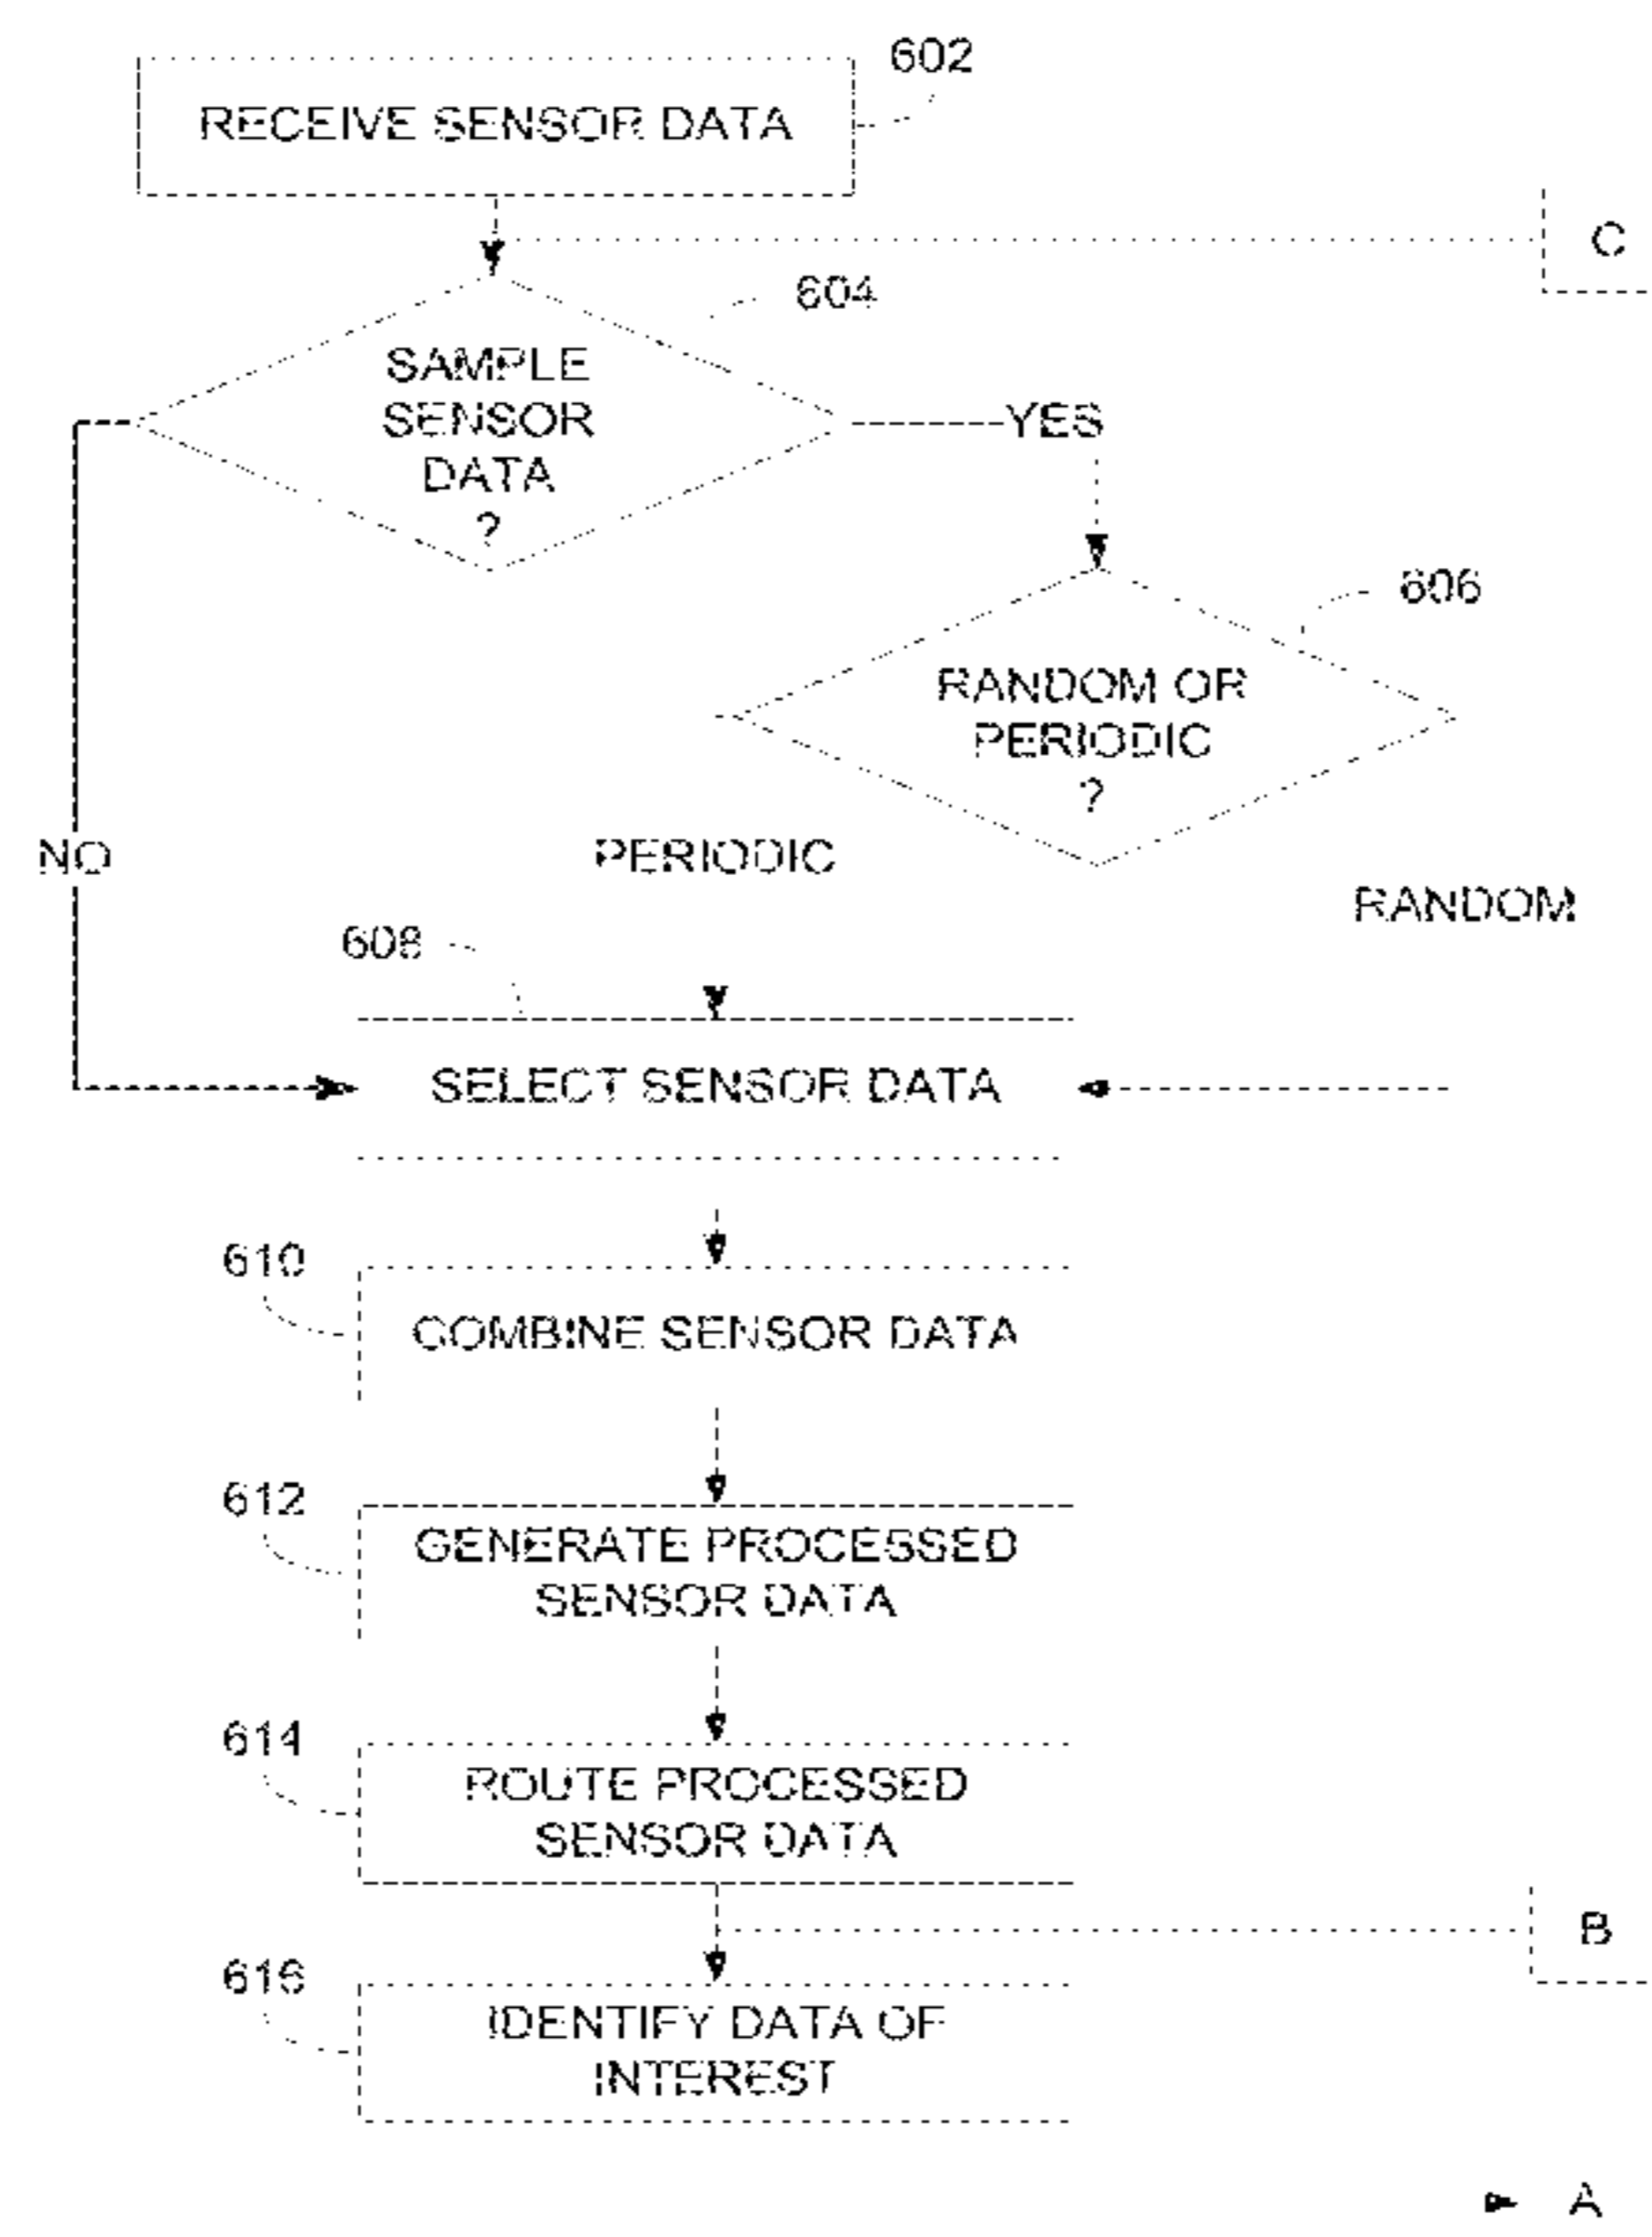 602
RECEIVE SENSOR DATA
C
604
SAMPLE
SENSOR
DATA
?
YES
606
RANDOM OR
PERIODIC
?
NO
PERIODIC
RANDOM
608
SELECT SENSOR DATA
610
COMBINE SENSOR DATA
612
GENERATE PROCESSED
SENSOR DATA
614
ROUTE PROCESSED
SENSOR DATA
B
616
IDENTIFY DATA OF
INTEREST
A